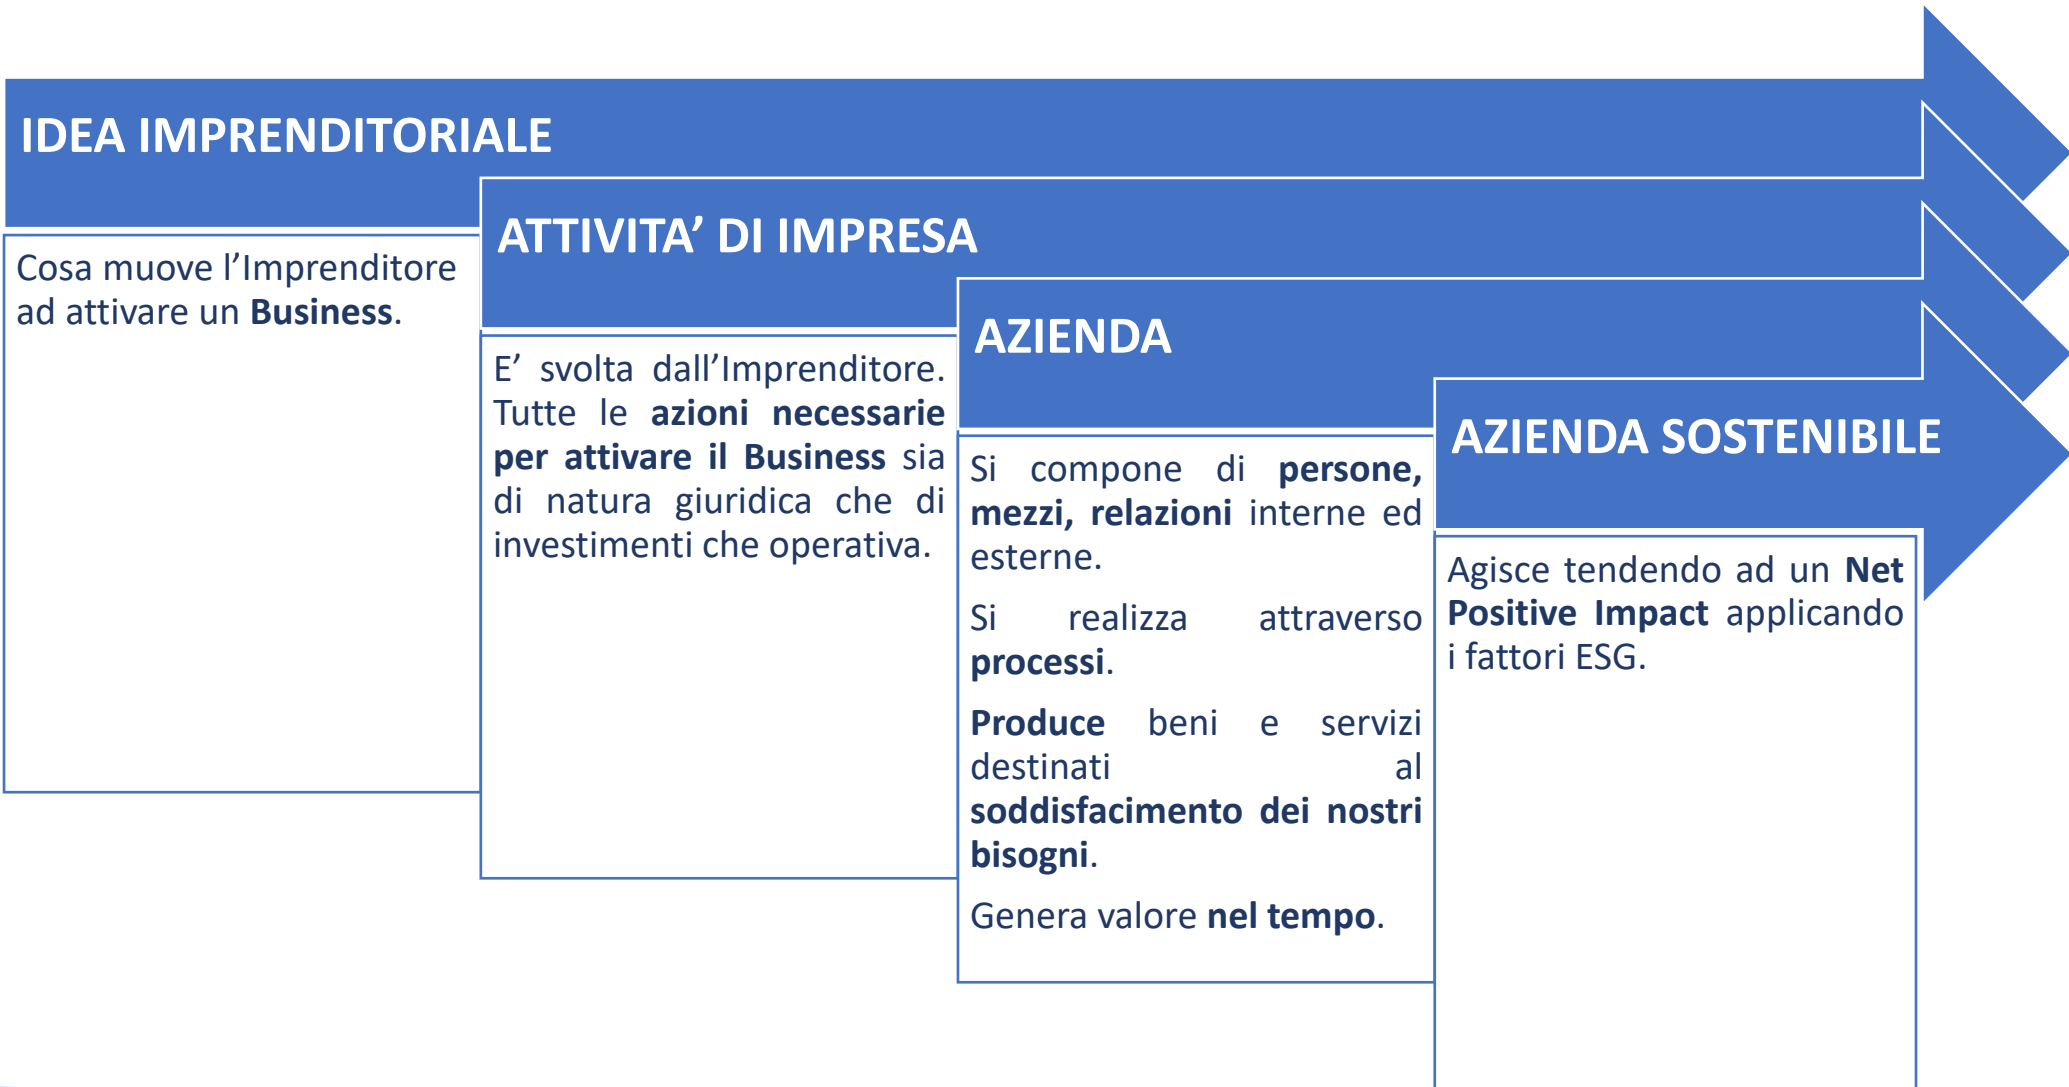 IDEA IMPRENDITORIALE
Cosa muove l’Imprenditore
ad attivare un Business.
ATTIVITA’ DI IMPRESA
E’ svolta dall’Imprenditore.
Tutte le azioni necessarie
per attivare il Business sia
di natura giuridica che di
investimenti che operativa.
AZIENDA
Si compone di persone,
mezzi, relazioni interne ed
esterne.
Si realizza attraverso
processi.
Produce beni e servizi
destinati al
soddisfacimento dei nostri
bisogni.
Genera valore nel tempo.
AZIENDA SOSTENIBILE
Agisce tendendo ad un Net
Positive Impact applicando
i fattori ESG.